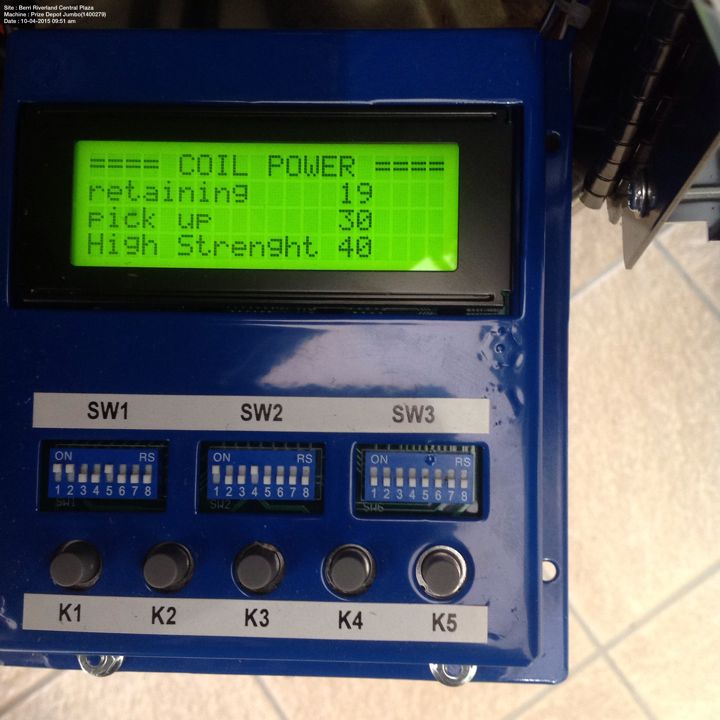 Site : Berri Riverland Central Plaza
Machine : Prize Depot Jumbo(1400279)
Date : 10-04-2015 09:51 am
==== COIL POWER ====
retaining 19
pick up 30
High Strenght 40
SW1 SW2 SW3
ON RS ON RS ON RS
1 2 3 4 5 6 7 8 1 2 3 4 5 6 7 8 1 2 3 4 5 6 7 8
SW1 SW2 SW6
K1 K2 K3 K4 K5